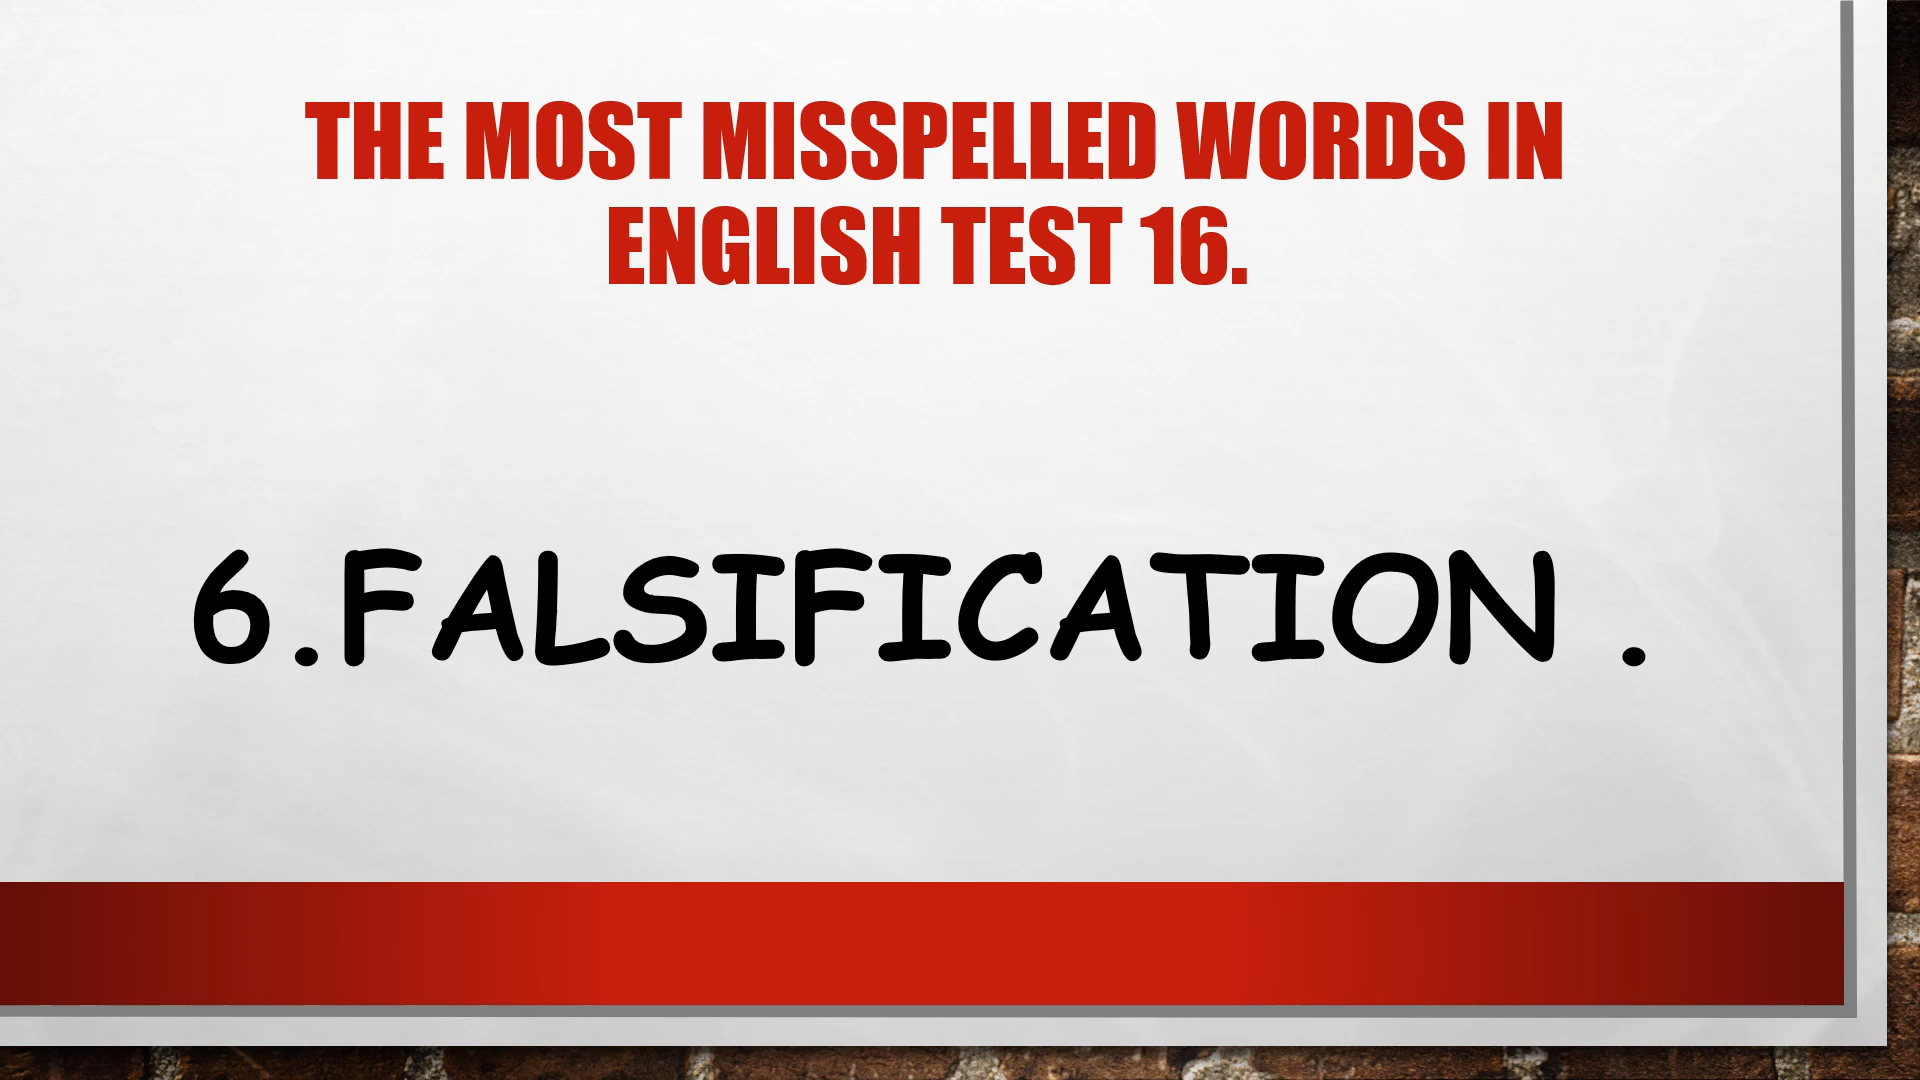 THE MOST MISSPELLED WORDS IN
ENGLISH TEST 16.
6.FALSIFICATION .